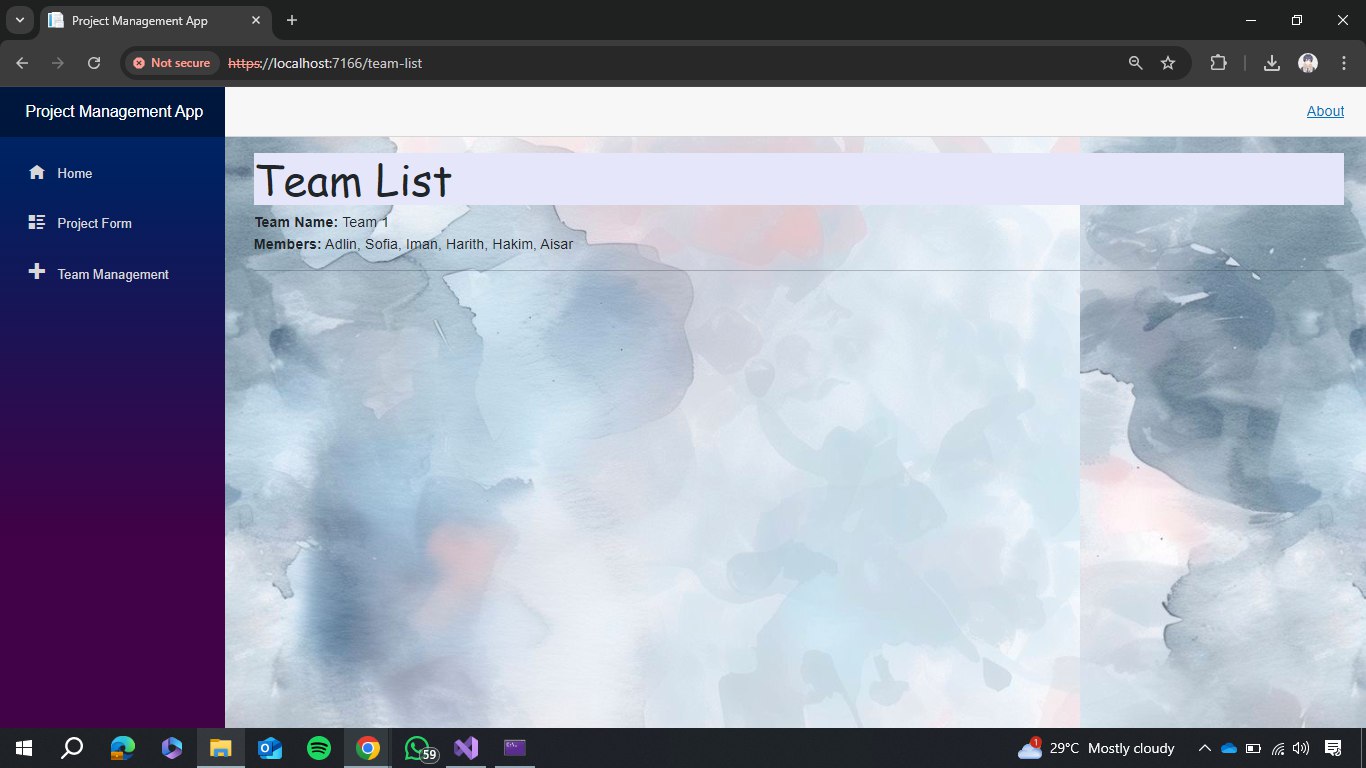 Project Management App
Not secure
https://localhost:7166/team-list
Project Management App
About
Home
Project Form
Team Management
Team List
Team Name: Team 1
Members: Adlin, Sofia, Iman, Harith, Hakim, Aisar
59
1
29°C Mostly cloudy